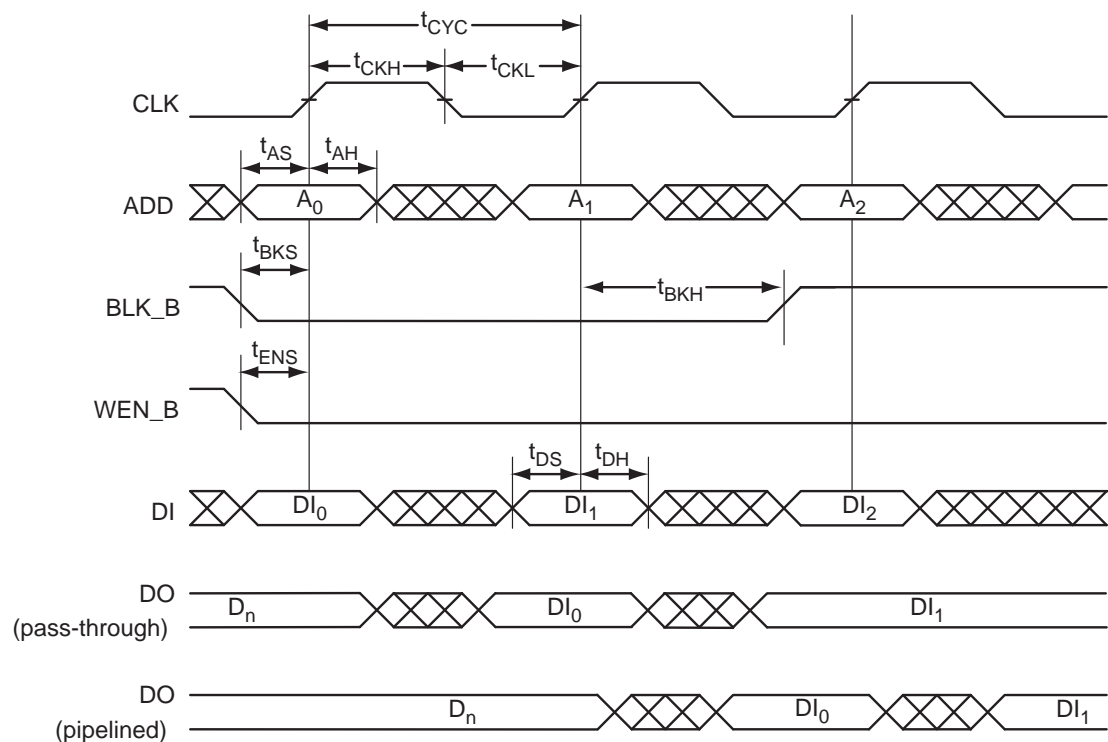 tCYC
tCKH tCKL
CLK
tAS tAH
ADD A0 A1 A2
tBKS
BLK_B tBKH
tENS
WEN_B
tDS tDH
DI DI0 DI1 DI2
DO
(pass-through) Dn DI0 DI1
DO
(pipelined) Dn DI0 DI1